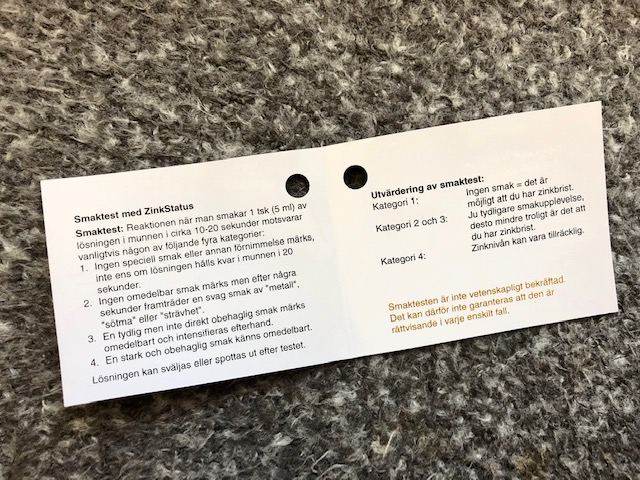 Smaktest med ZinkStatus
Smaktest: Reaktionen när man smakar 1 tsk (5 ml) av
lösningen i munnen i cirka 10-20 sekunder motsvarar
vanligtvis någon av följande fyra kategorier:
1. Ingen speciell smak eller annan förnimmelse märks,
inte ens om lösningen hålls kvar i munnen i 20
sekunder.
2. Ingen omedelbar smak märks men efter några
sekunder framträder en svag smak av "metall",
"sötma" eller "strävhet".
3. En tydlig men inte direkt obehaglig smak märks
omedelbart och intensifieras efterhand.
4. En stark och obehaglig smak känns omedelbart.
Lösningen kan sväljas eller spottas ut efter testet.
Utvärdering av smaktest:
Kategori 1: Ingen smak = det är
möjligt att du har zinkbrist.
Kategori 2 och 3: Ju tydligare smakupplevelse,
desto mindre troligt är det att
du har zinkbrist.
Kategori 4: Zinknivån kan vara tillräcklig.
Smaktesten är inte vetenskapligt bekräftad.
Det kan därför inte garanteras att den är
rättvisande i varje enskilt fall.